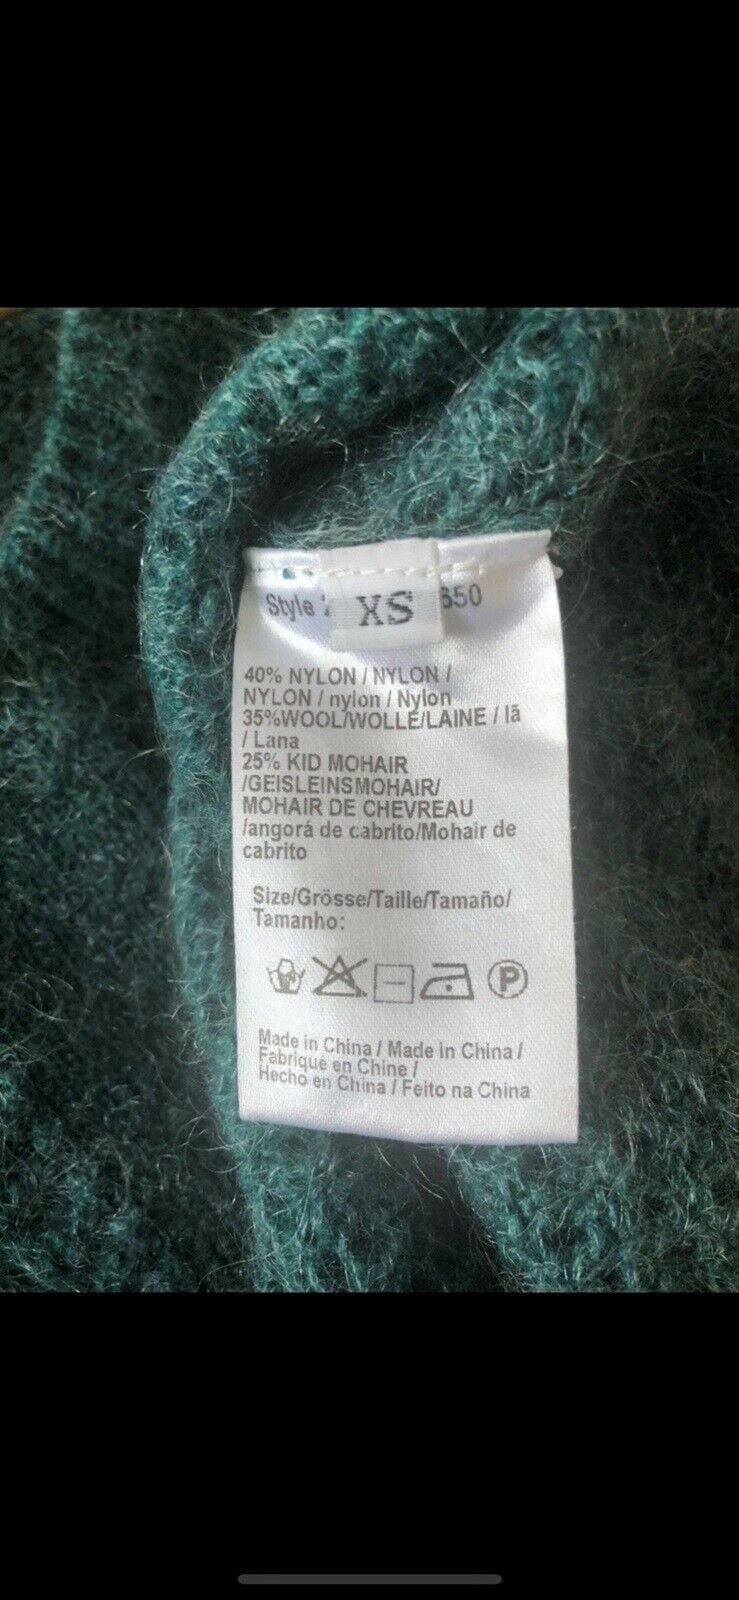 Style XS 650
40% NYLON / NYLON /
NYLON / nylon / Nylon
35%WOOL/WOLLE/LAINE / lã
/ Lana
25% KID MOHAIR
/GEISLEINSMOHAIR/
MOHAIR DE CHEVREAU
/angorá de cabrito/Mohair de
cabrito
Size/Grösse/Taille/Tamaño/
Tamanho:
P
Made in China / Made in China /
Fabriqué en Chine /
Hecho en China / Feito na China